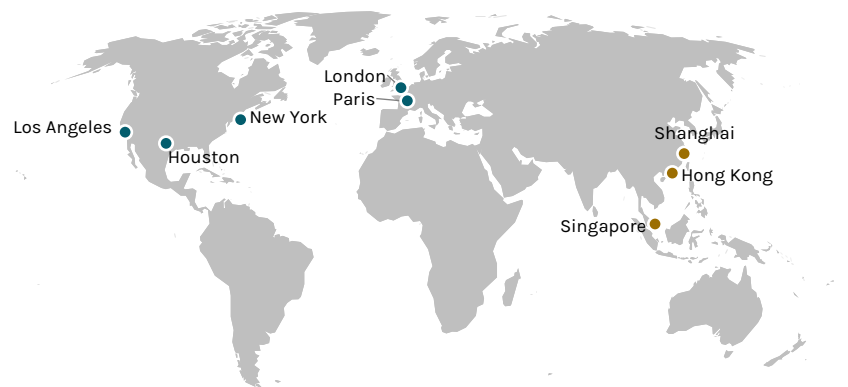 London
Paris
New York
Los Angeles
Houston
Shanghai
Hong Kong
Singapore